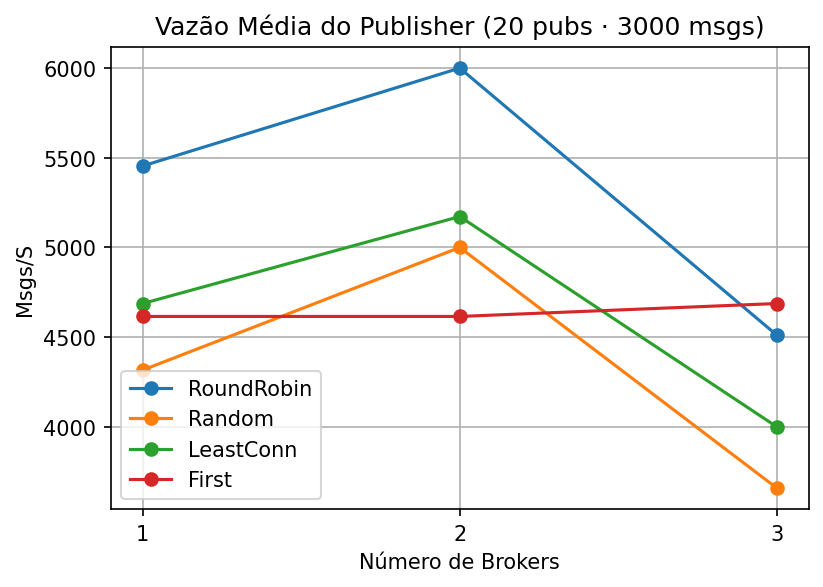 Vazão Média do Publisher (20 pubs · 3000 msgs)
Msgs/S
6000
5500
5000
4500
4000
RoundRobin
Random
LeastConn
First
1
2
3
Número de Brokers